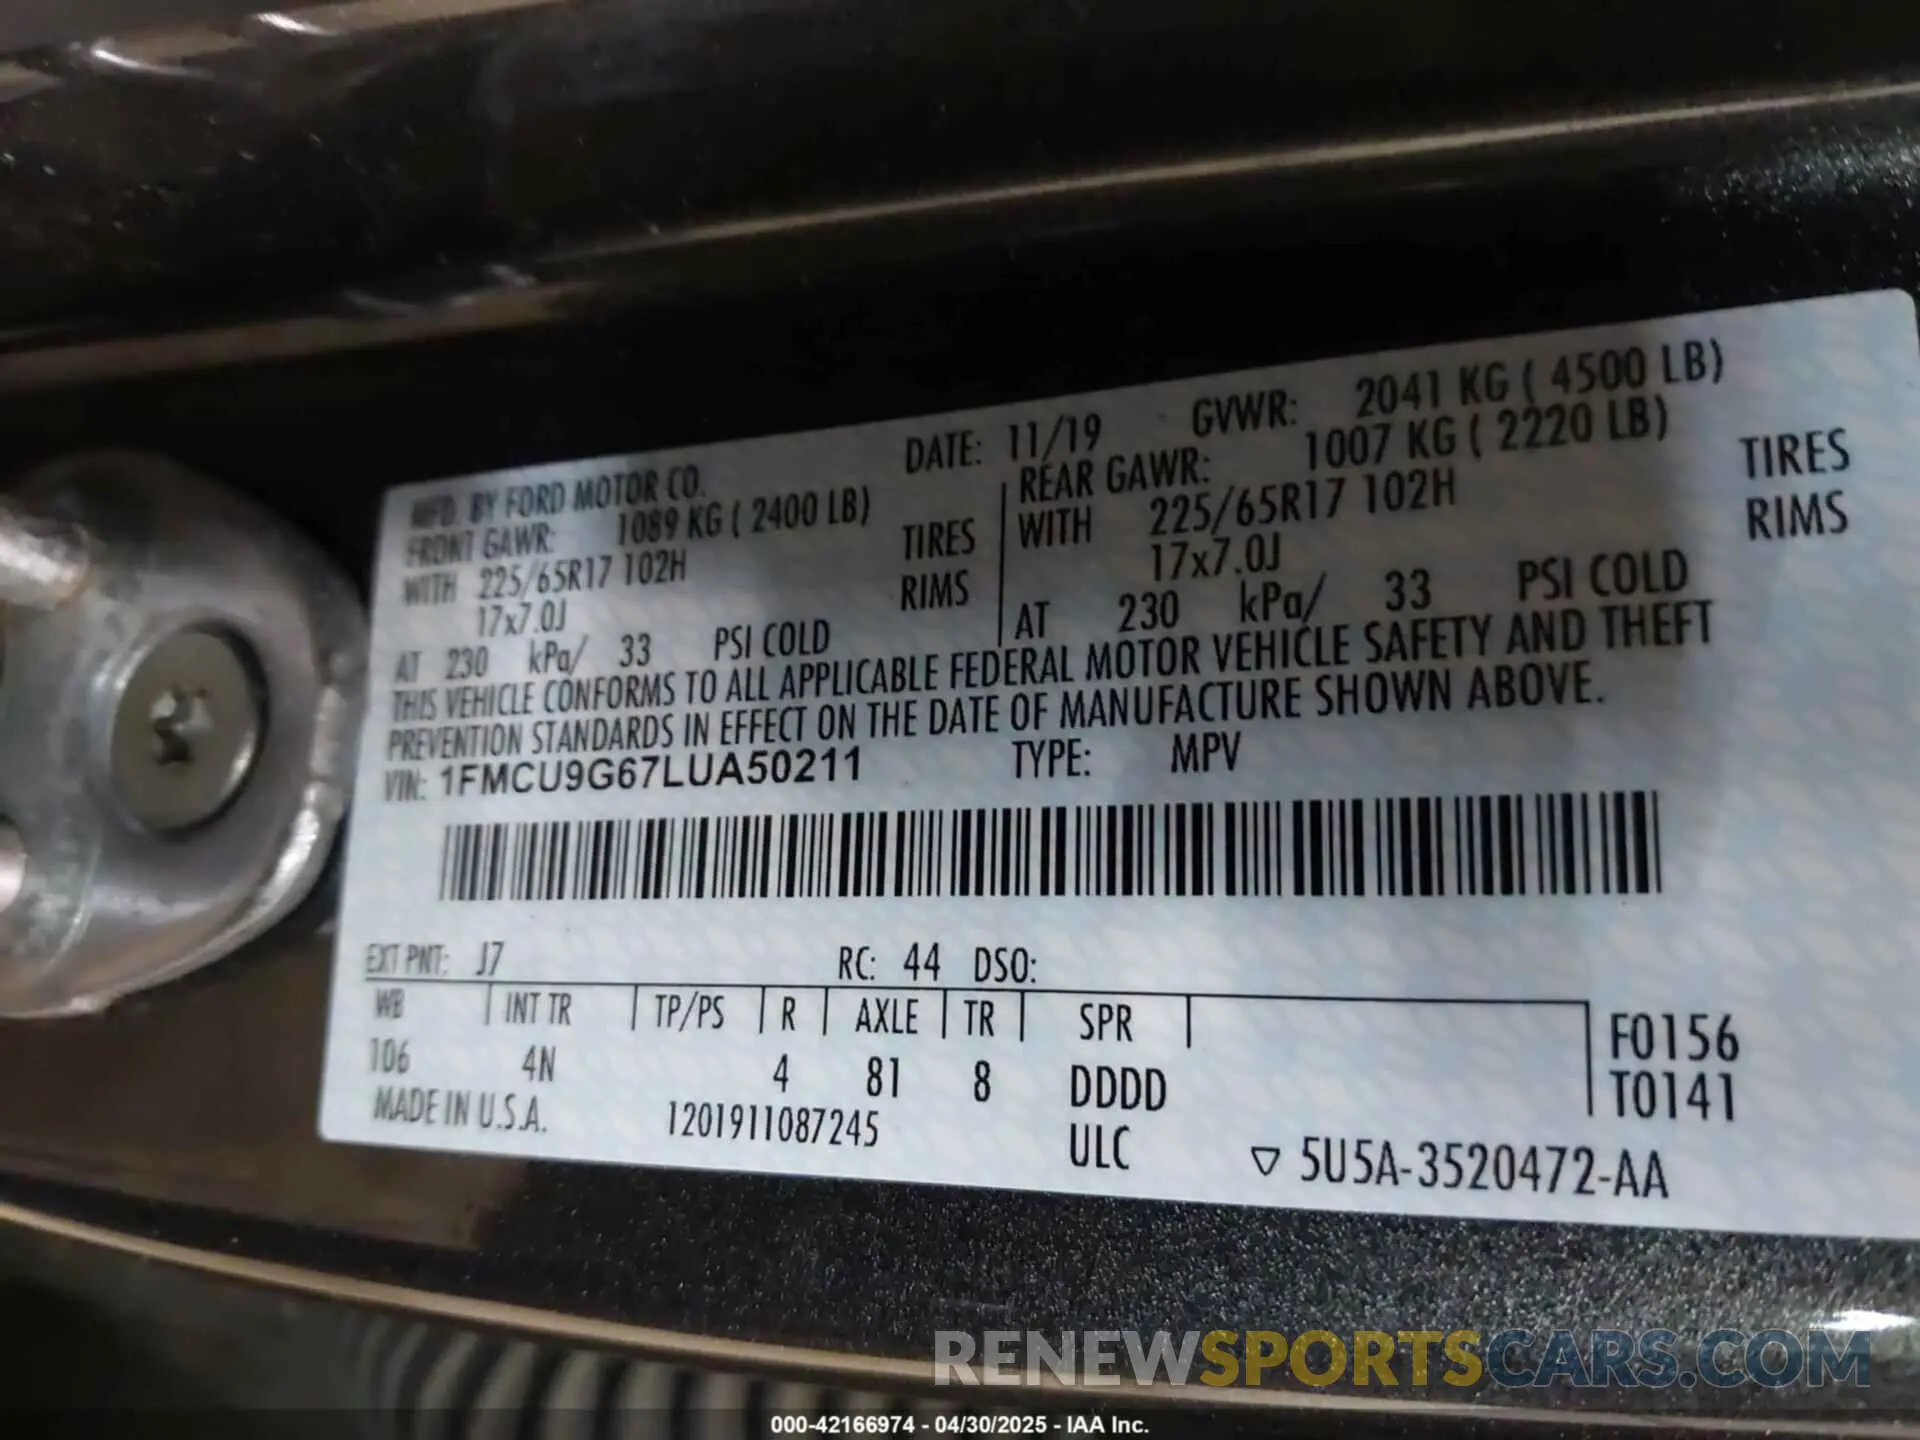 MFD. BY FORD MOTOR CO. DATE: 11/19 GVWR: 2041 KG ( 4500 LB)
FRONT GAWR: 1089 KG ( 2400 LB) REAR GAWR: 1007 KG ( 2220 LB)
WITH 225/65R17 102H TIRES WITH 225/65R17 102H TIRES
17x7.0J RIMS 17x7.0J RIMS
AT 230 kPa/ 33 PSI COLD AT 230 kPa/ 33 PSI COLD
THIS VEHICLE CONFORMS TO ALL APPLICABLE FEDERAL MOTOR VEHICLE SAFETY AND THEFT
PREVENTION STANDARDS IN EFFECT ON THE DATE OF MANUFACTURE SHOWN ABOVE.
VIN: 1FMCU9G67LUA50211 TYPE: MPV
EXT PNT: J7 RC: 44 DSO:
WB INT TR TP/PS R AXLE TR SPR F0156
106 4N 4 81 8 DDDD T0141
MADE IN U.S.A. 1201911087245 ULC ▽ 5U5A-3520472-AA
RENEWSPORTSCARS.COM
000-42166974 - 04/30/2025 - IAA Inc.